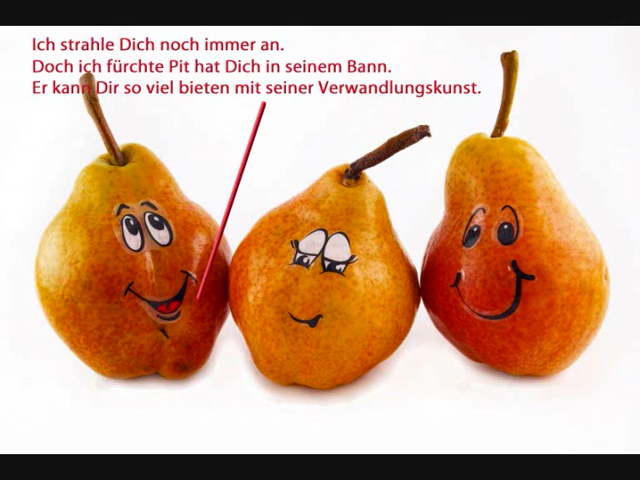 Ich strahle Dich noch immer an.
Doch ich fürchte Pit hat Dich in seinem Bann.
Er kann Dir so viel bieten mit seiner Verwandlungskunst.